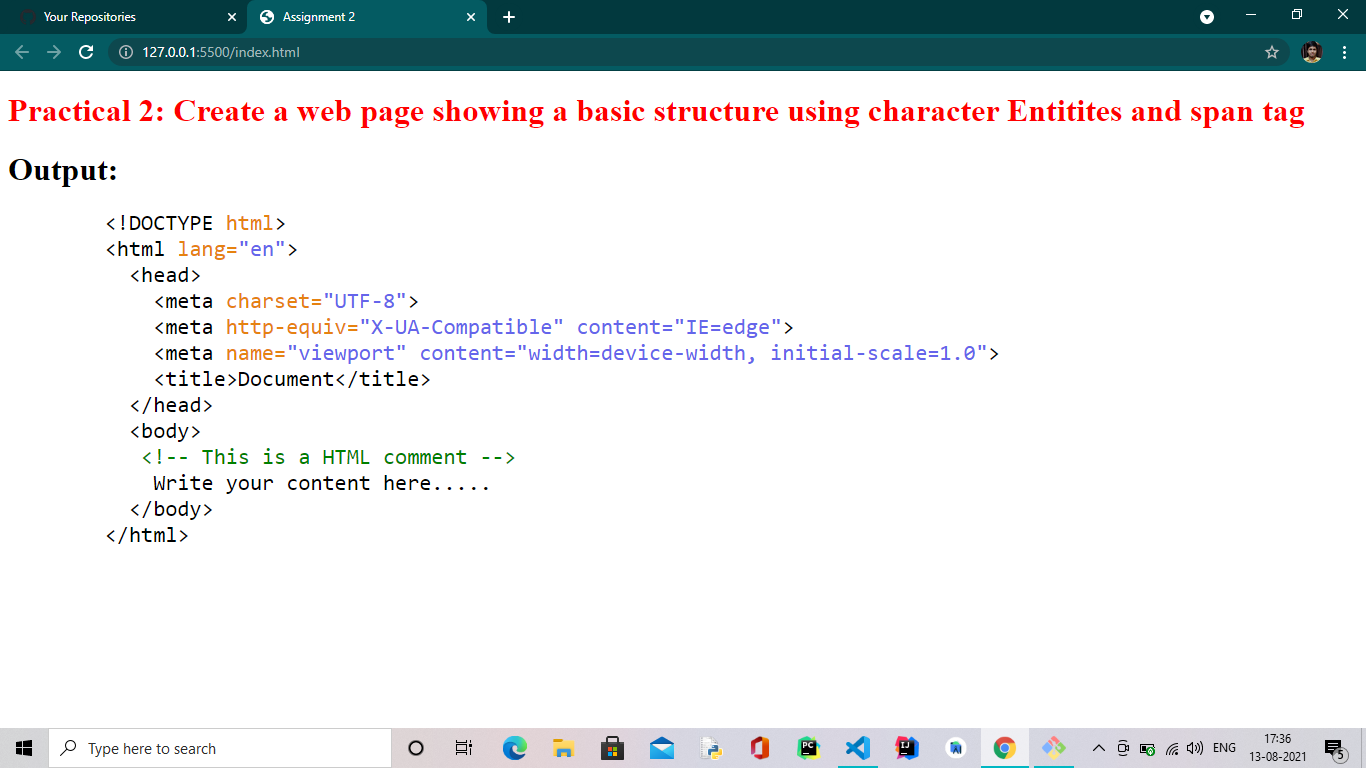 Your Repositories
Assignment 2
127.0.0.1:5500/index.html
Practical 2: Create a web page showing a basic structure using character Entitites and span tag
Output:
<!DOCTYPE html>
<html lang="en">
<head>
<meta charset="UTF-8">
<meta http-equiv="X-UA-Compatible" content="IE=edge">
<meta name="viewport" content="width=device-width, initial-scale=1.0">
<title>Document</title>
</head>
<body>
<!-- This is a HTML comment -->
Write your content here.....
</body>
</html>
Type here to search
PC
IJ
ENG
17:36
13-08-2021
5